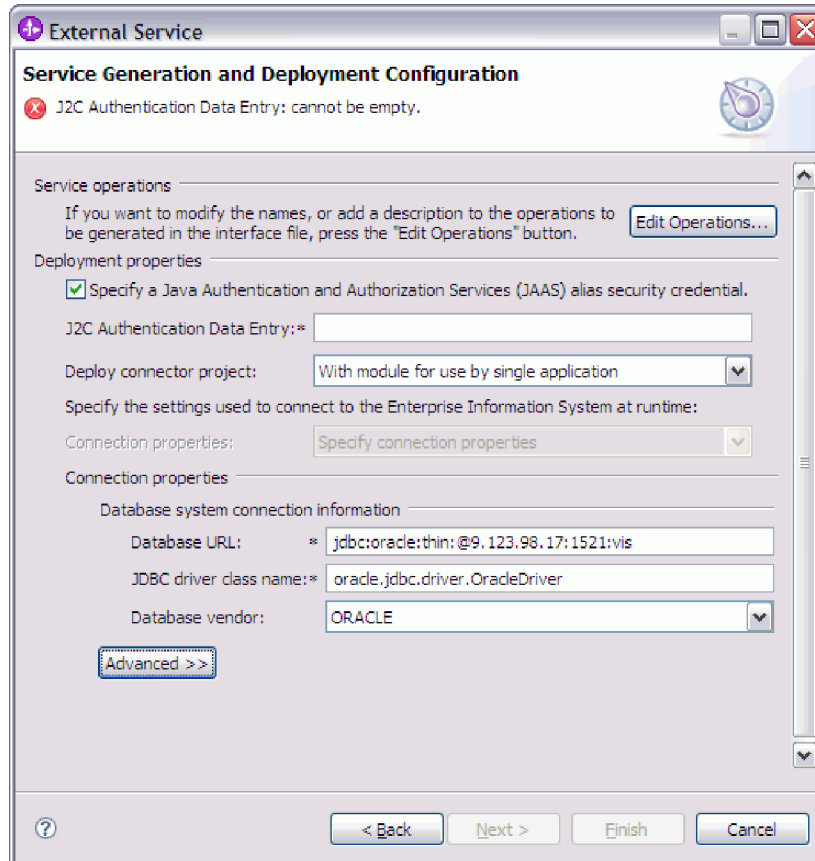 External Service
Service Generation and Deployment Configuration
J2C Authentication Data Entry: cannot be empty.
Service operations
If you want to modify the names, or add a description to the operations to
be generated in the interface file, press the "Edit Operations" button.
Edit Operations...
Deployment properties
Specify a Java Authentication and Authorization Services (JAAS) alias security credential.
J2C Authentication Data Entry:*
Deploy connector project: With module for use by single application
Specify the settings used to connect to the Enterprise Information System at runtime:
Connection properties: Specify connection properties
Connection properties
Database system connection information
Database URL: * jdbc:oracle:thin:@9.123.98.17:1521:vis
JDBC driver class name:* oracle.jdbc.driver.OracleDriver
Database vendor: ORACLE
Advanced >>
? < Back Next > Finish Cancel